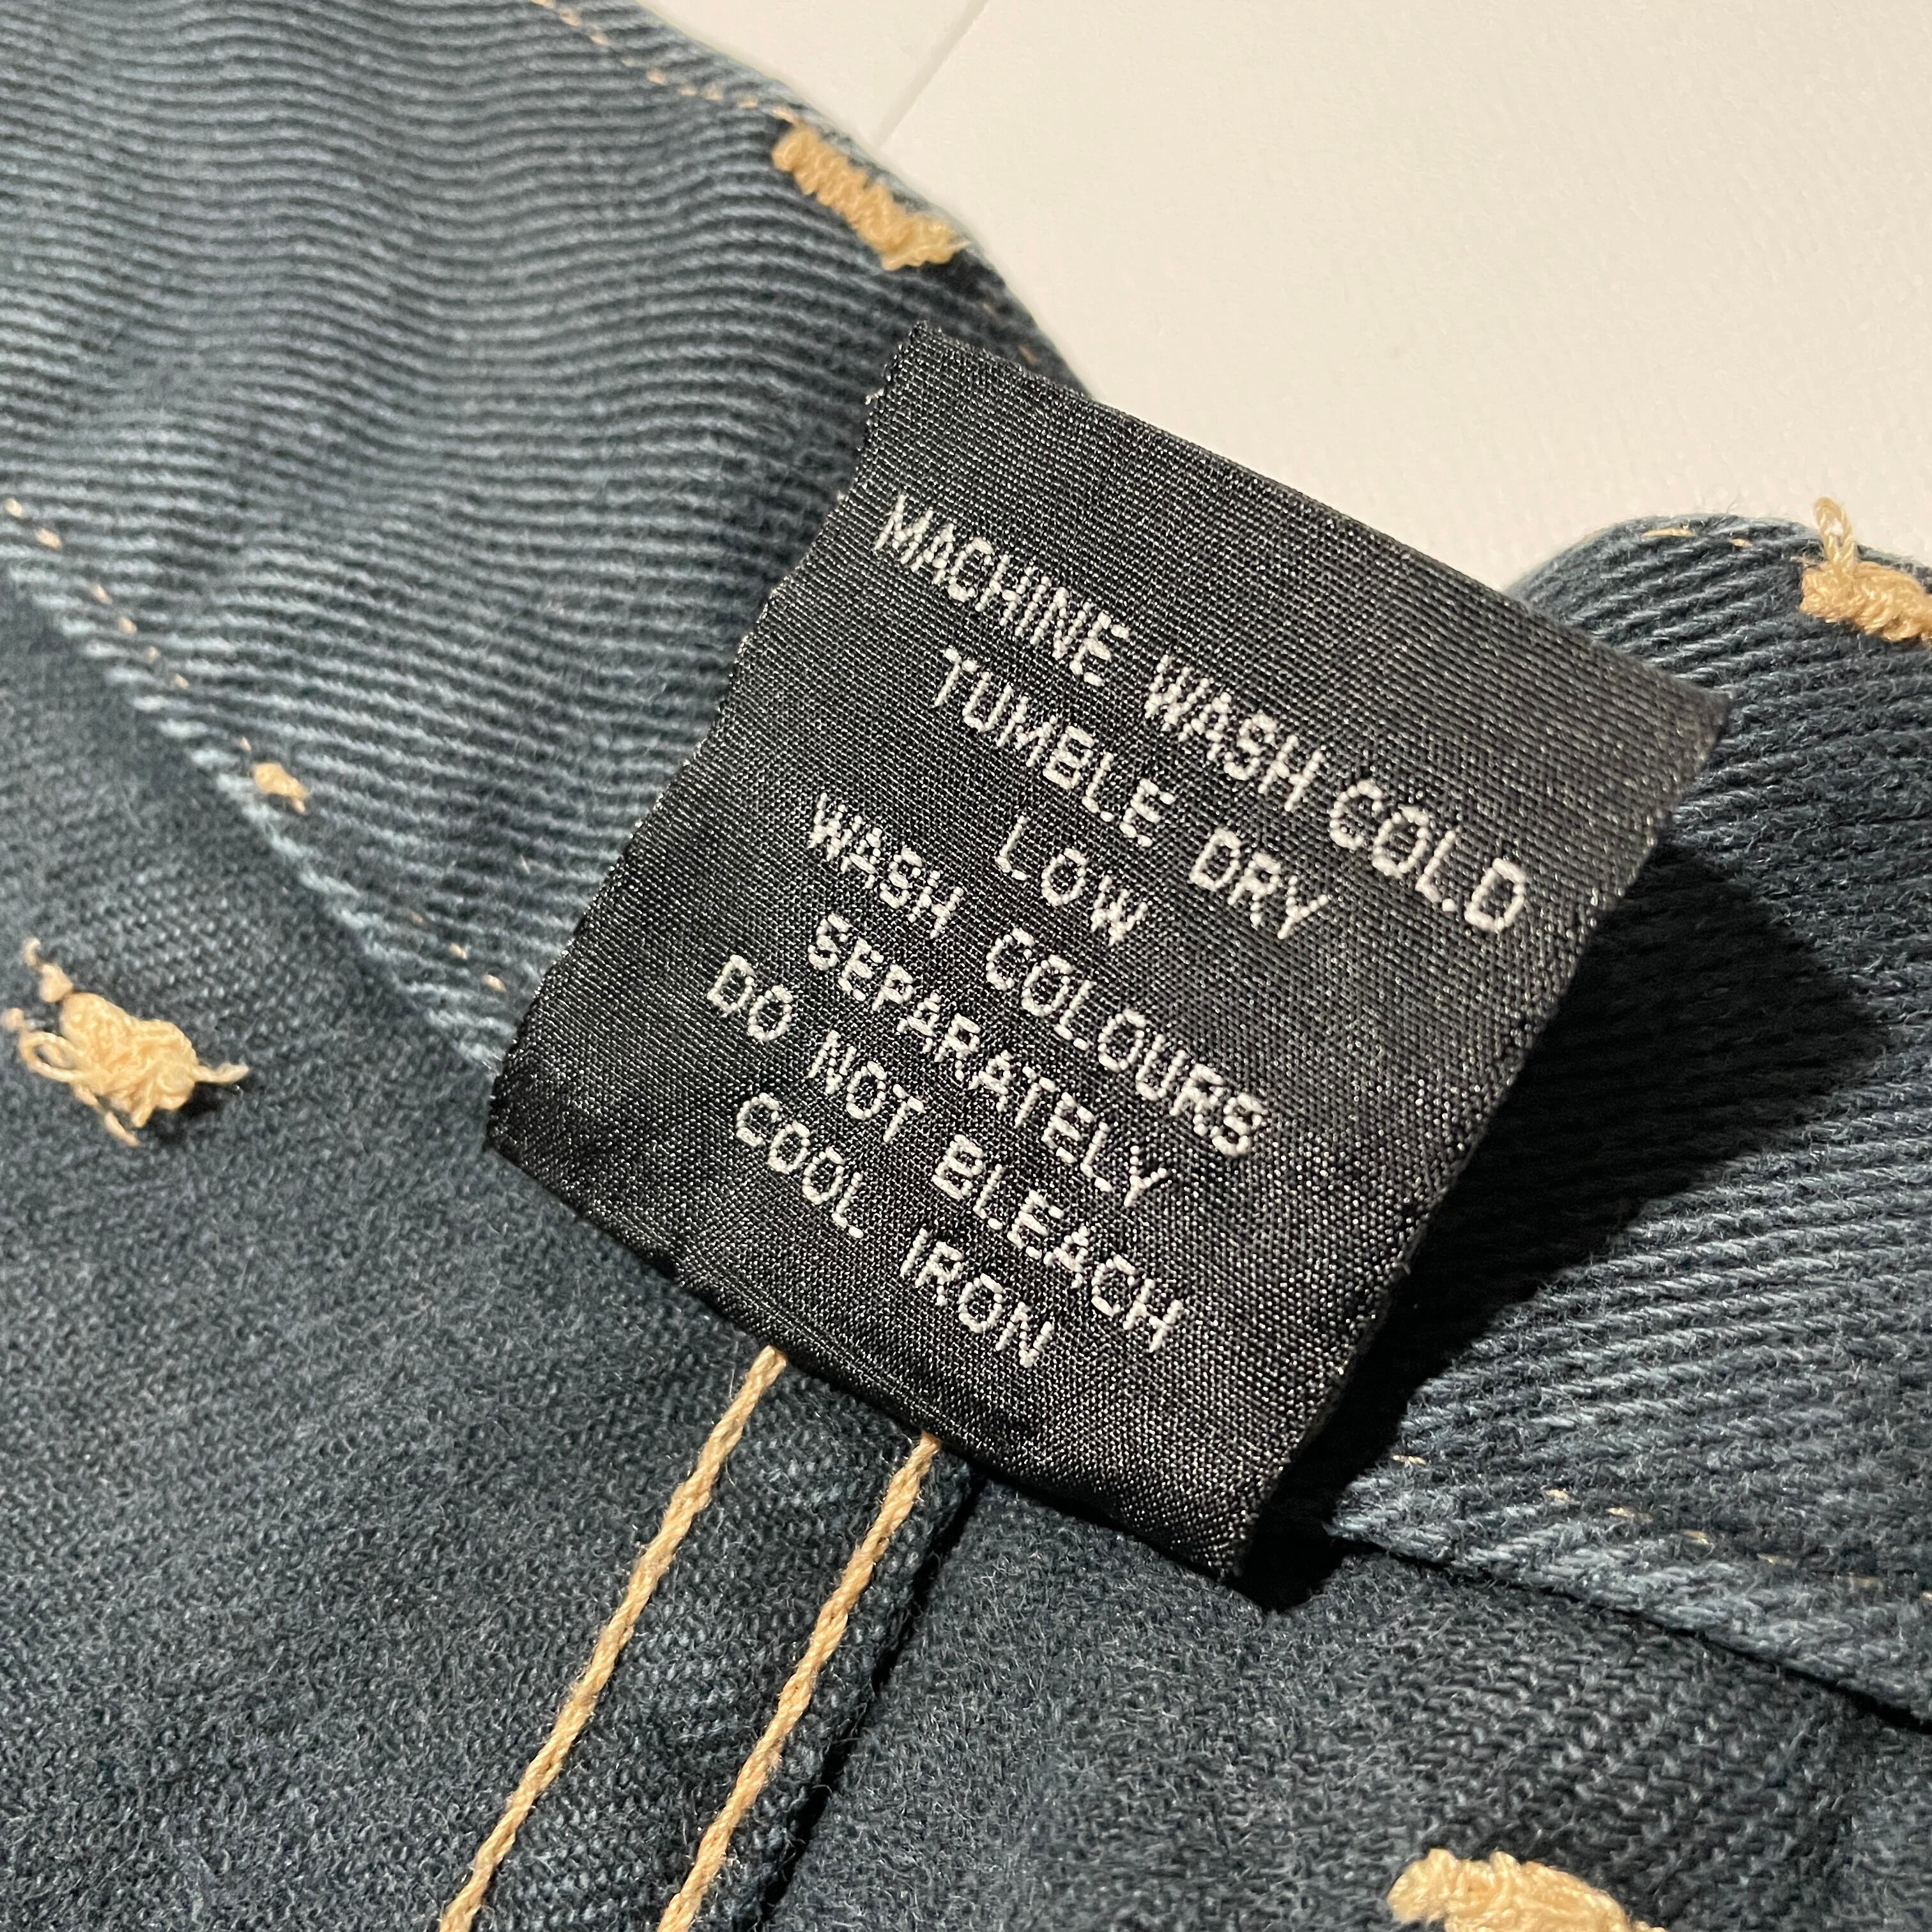 MACHINE WASH COLD
TUMBLE DRY
LOW
WASH COLOURS
SEPARATELY
DO NOT BLEACH
COOL IRON